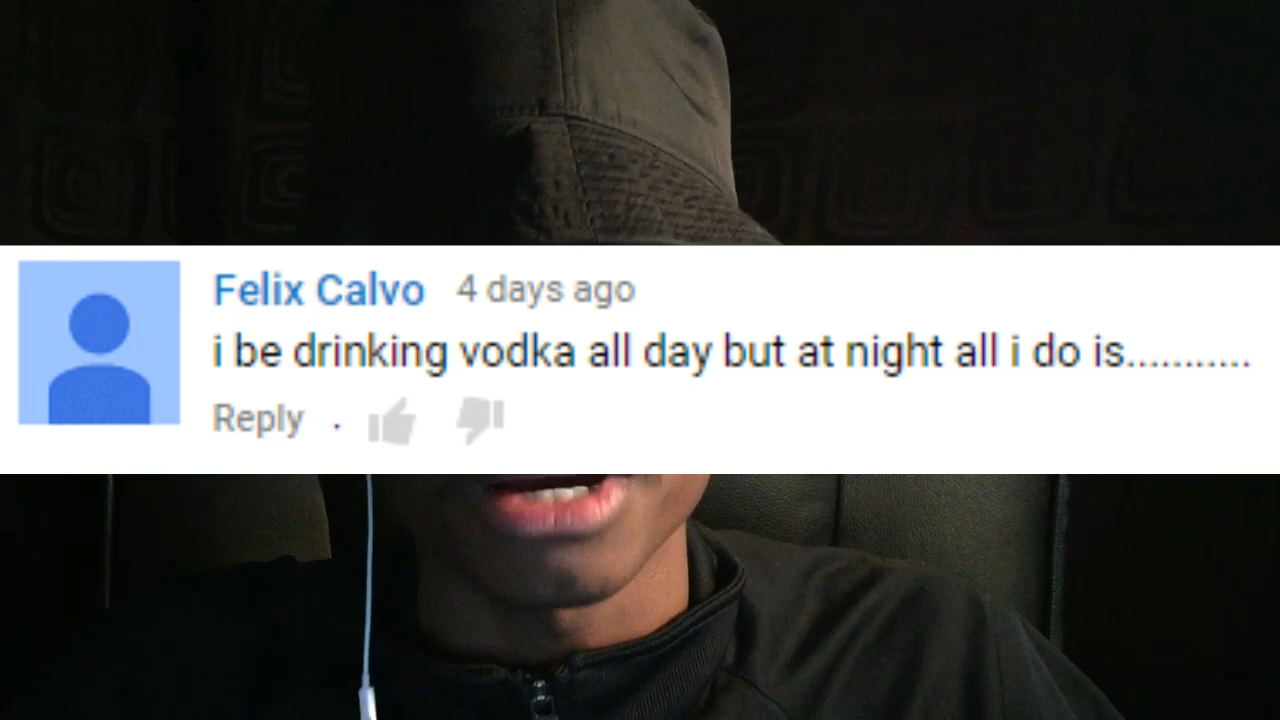 Felix Calvo 4 days ago
i be drinking vodka all day but at night all i do is...........
Reply .